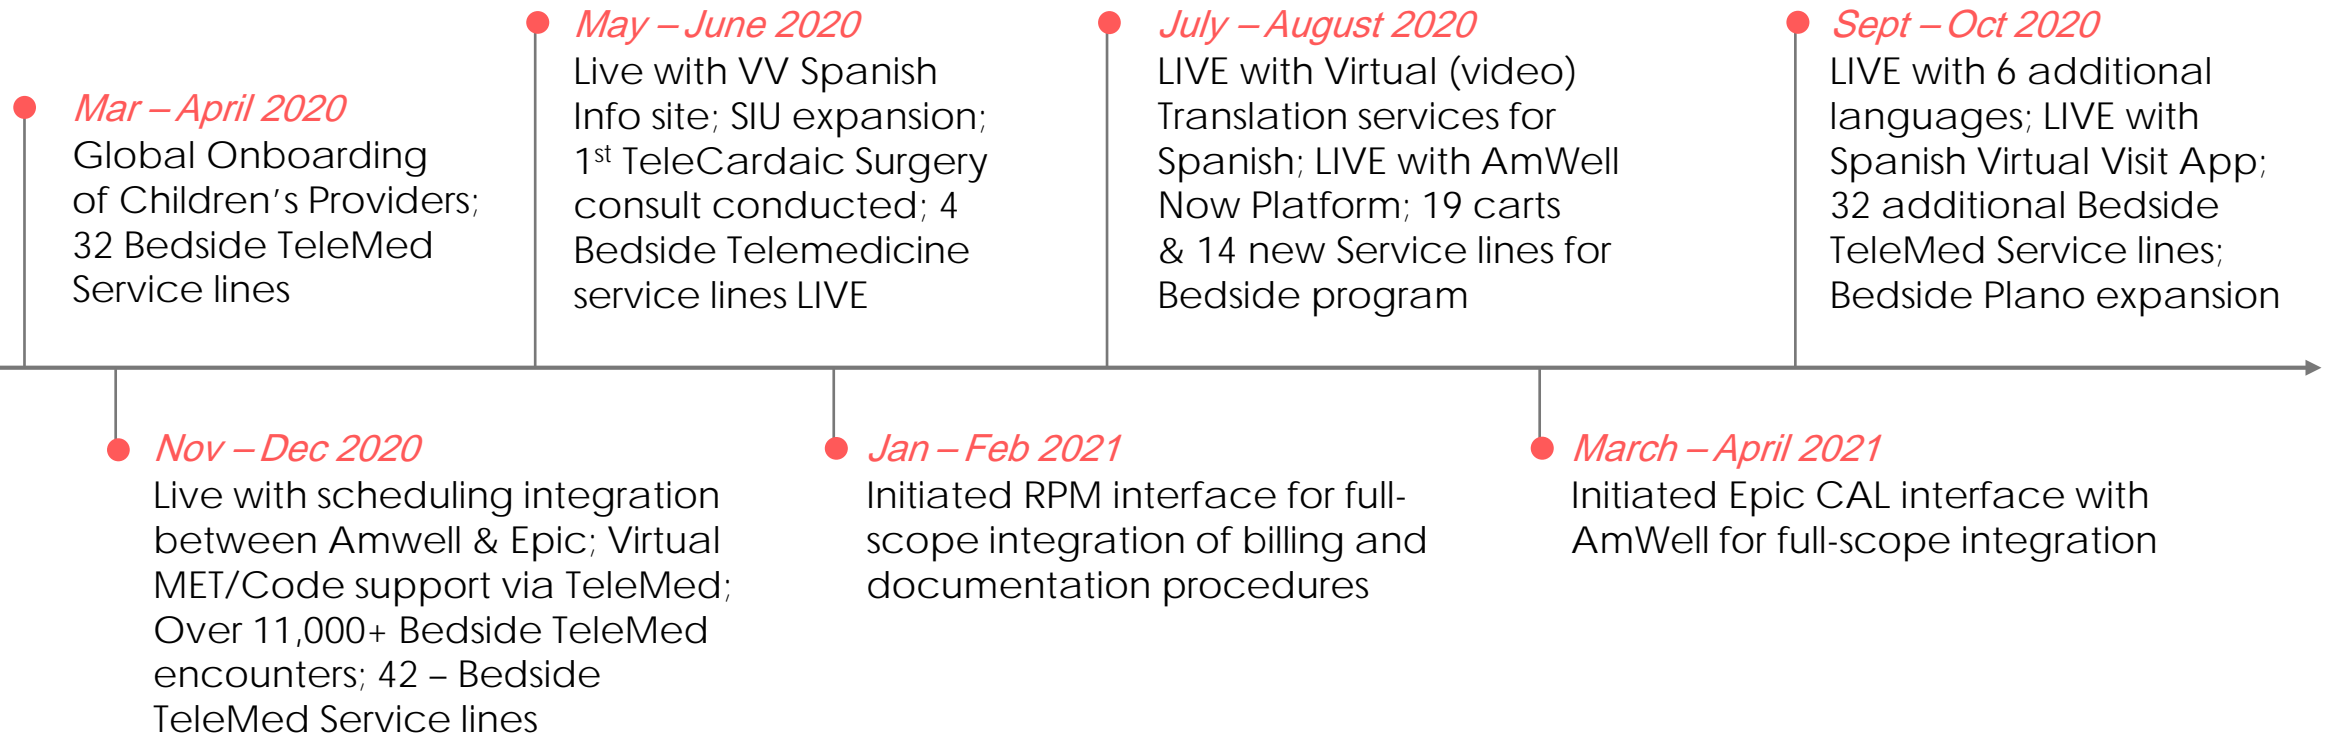 Mar – April 2020
Global Onboarding
of Children's Providers;
32 Bedside TeleMed
Service lines
May – June 2020
Live with VV Spanish
Info site; SIU expansion;
1st TeleCardaic Surgery
consult conducted; 4
Bedside Telemedicine
service lines LIVE
July – August 2020
LIVE with Virtual (video)
Translation services for
Spanish; LIVE with AmWell
Now Platform; 19 carts
& 14 new Service lines for
Bedside program
Sept – Oct 2020
LIVE with 6 additional
languages; LIVE with
Spanish Virtual Visit App;
32 additional Bedside
TeleMed Service lines;
Bedside Plano expansion
Nov – Dec 2020
Live with scheduling integration
between Amwell & Epic; Virtual
MET/Code support via TeleMed;
Over 11,000+ Bedside TeleMed
encounters; 42 – Bedside
TeleMed Service lines
Jan – Feb 2021
Initiated RPM interface for full-
scope integration of billing and
documentation procedures
March – April 2021
Initiated Epic CAL interface with
AmWell for full-scope integration